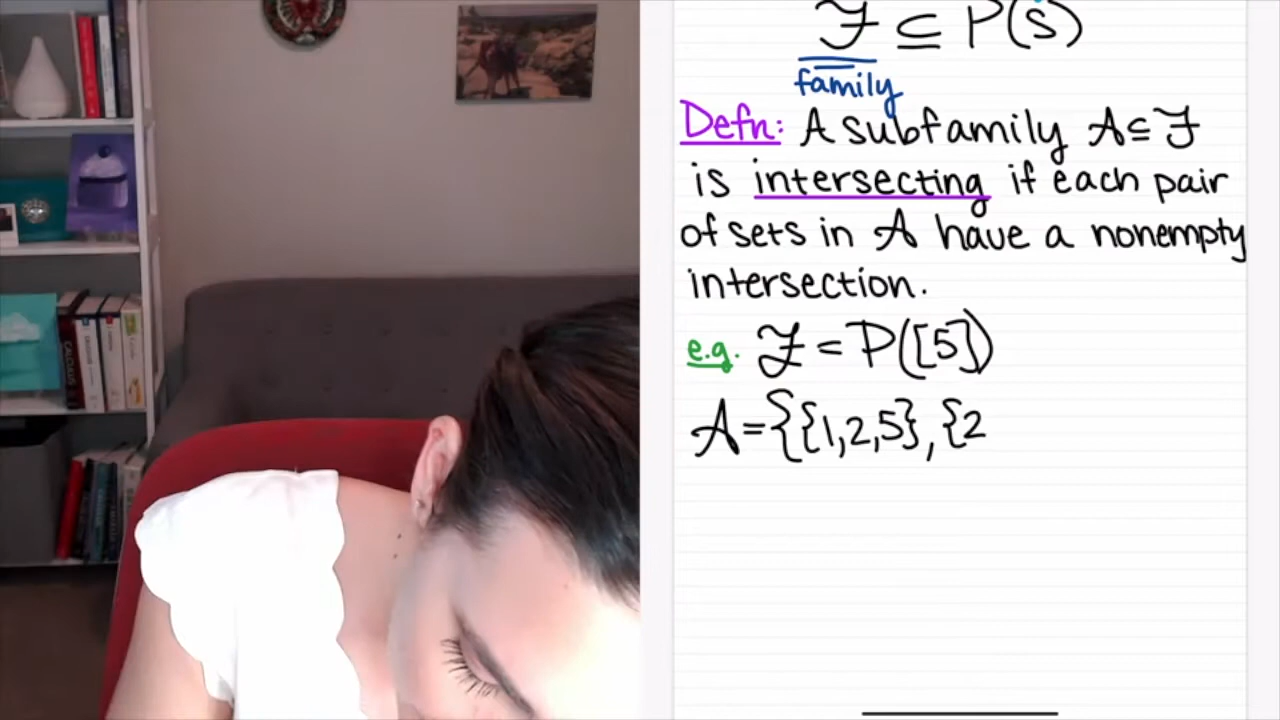 ℱ ⊆ P(S)
family
Defn: A subfamily 𝒜 ⊆ ℱ
is intersecting if each pair
of sets in 𝒜 have a nonempty
intersection.
e.g. ℱ = P([5])
𝒜={{1,2,5},{2
CALCULUS